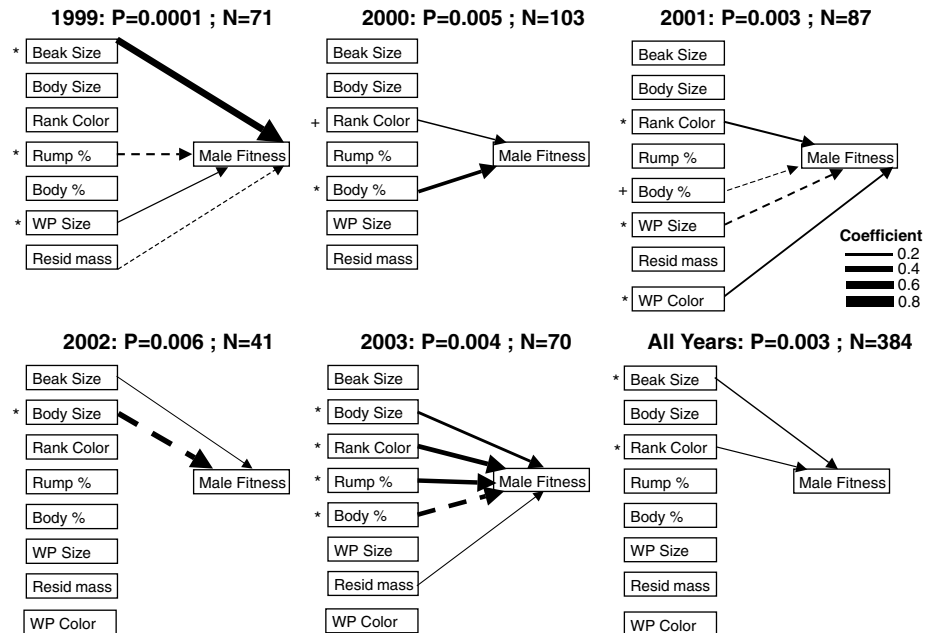 1999: P=0.0001 ; N=71
* Beak Size
Body Size
Rank Color
* Rump %
Body %
* WP Size
Resid mass
Male Fitness
2000: P=0.005 ; N=103
Beak Size
Body Size
+ Rank Color
Rump %
* Body %
WP Size
Resid mass
Male Fitness
2001: P=0.003 ; N=87
Beak Size
Body Size
* Rank Color
Rump %
+ Body %
* WP Size
Resid mass
* WP Color
Male Fitness
Coefficient
0.2
0.4
0.6
0.8
2002: P=0.006 ; N=41
Beak Size
* Body Size
Rank Color
Rump %
Body %
WP Size
Resid mass
WP Color
Male Fitness
2003: P=0.004 ; N=70
Beak Size
* Body Size
* Rank Color
* Rump %
* Body %
WP Size
Resid mass
WP Color
Male Fitness
All Years: P=0.003 ; N=384
* Beak Size
Body Size
* Rank Color
Rump %
Body %
WP Size
Resid mass
WP Color
Male Fitness